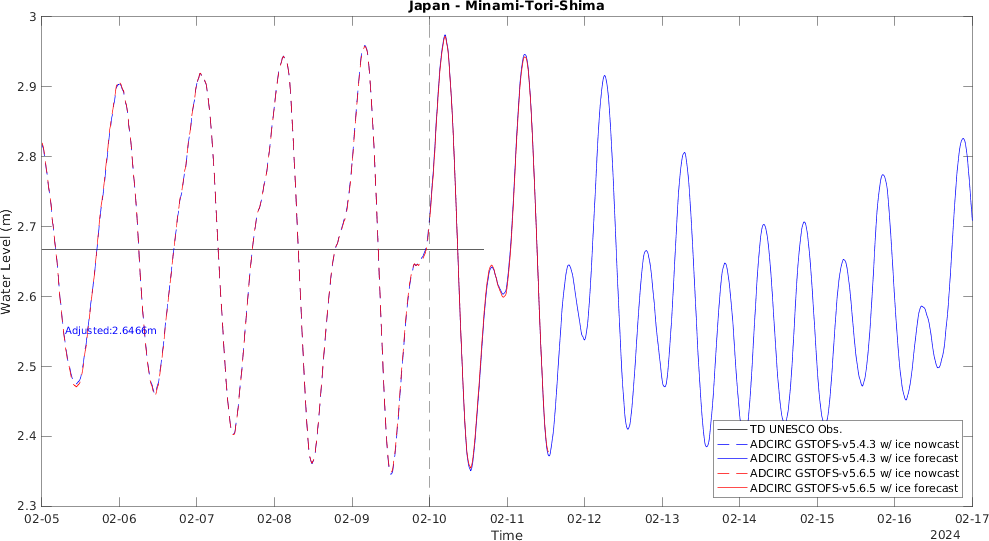 Japan - Minami-Tori-Shima
Water Level (m)
3
2.9
2.8
2.7
2.6
2.5
2.4
2.3
Adjusted:2.6466m
TD UNESCO Obs.
ADCIRC GSTOFS-v5.4.3 w/ ice nowcast
ADCIRC GSTOFS-v5.4.3 w/ ice forecast
ADCIRC GSTOFS-v5.6.5 w/ ice nowcast
ADCIRC GSTOFS-v5.6.5 w/ ice forecast
02-05 02-06 02-07 02-08 02-09 02-10 02-11 02-12 02-13 02-14 02-15 02-16 02-17
Time
2024